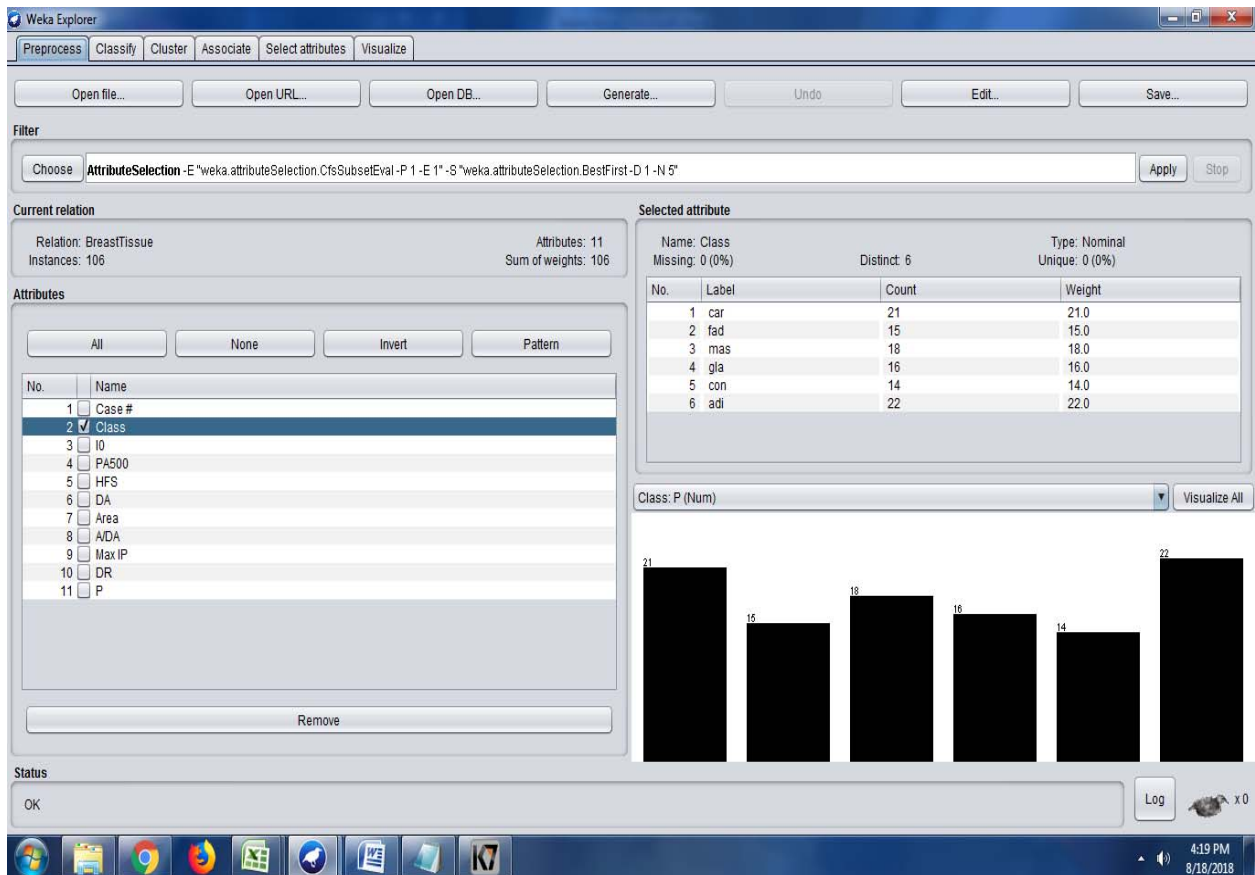 Weka Explorer
Preprocess Classify Cluster Associate Select attributes Visualize
Open file... Open URL... Open DB... Generate... Undo Edit... Save...
Filter
Choose AttributeSelection -E "weka.attributeSelection.CfsSubsetEval -P 1 -E 1" -S "weka.attributeSelection.BestFirst -D 1 -N 5" Apply Stop
Current relation
Relation: BreastTissue Attributes: 11
Instances: 106 Sum of weights: 106
Attributes
All None Invert Pattern
No. Name
1 Case #
2 Class
3 I0
4 PA500
5 HFS
6 DA
7 Area
8 A/DA
9 Max IP
10 DR
11 P
Remove
Selected attribute
Name: Class Type: Nominal
Missing: 0 (0%) Distinct: 6 Unique: 0 (0%)
No. Label Count Weight
1 car 21 21.0
2 fad 15 15.0
3 mas 18 18.0
4 gla 16 16.0
5 con 14 14.0
6 adi 22 22.0
Class: P (Num) Visualize All
21 15 18 16 14 22
Status
OK Log x 0
W K7 4:19 PM
8/18/2018